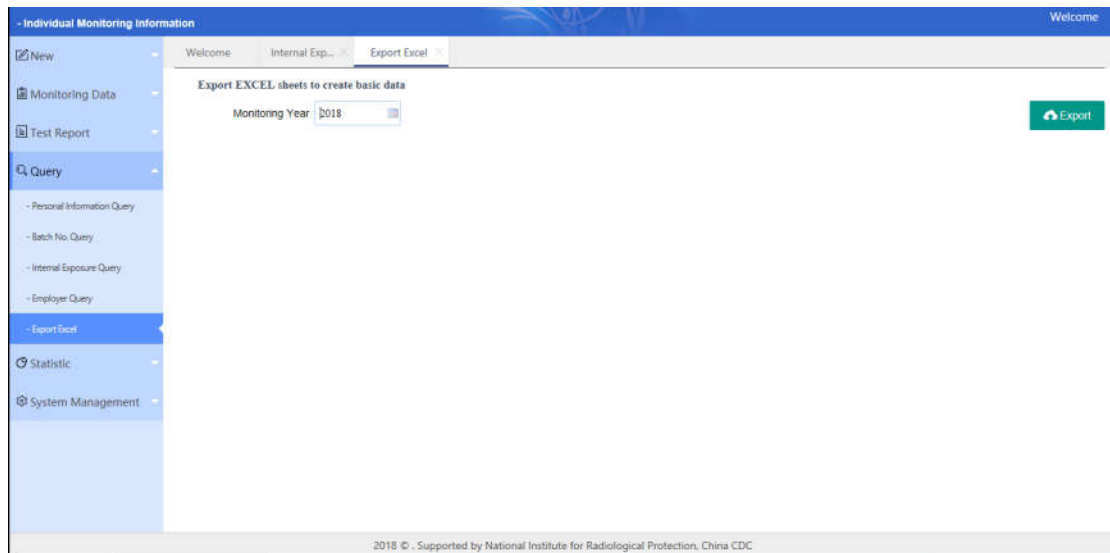 - Individual Monitoring Information
Welcome
New
Monitoring Data
Test Report
Query
- Personal Information Query
- Batch No. Query
- Internal Exposure Query
- Employer Query
- Export Excel
Statistic
System Management
Welcome
Internal Exp...
Export Excel
Export EXCEL sheets to create basic data
Monitoring Year 2018
Export
2018 © . Supported by National Institute for Radiological Protection, China CDC